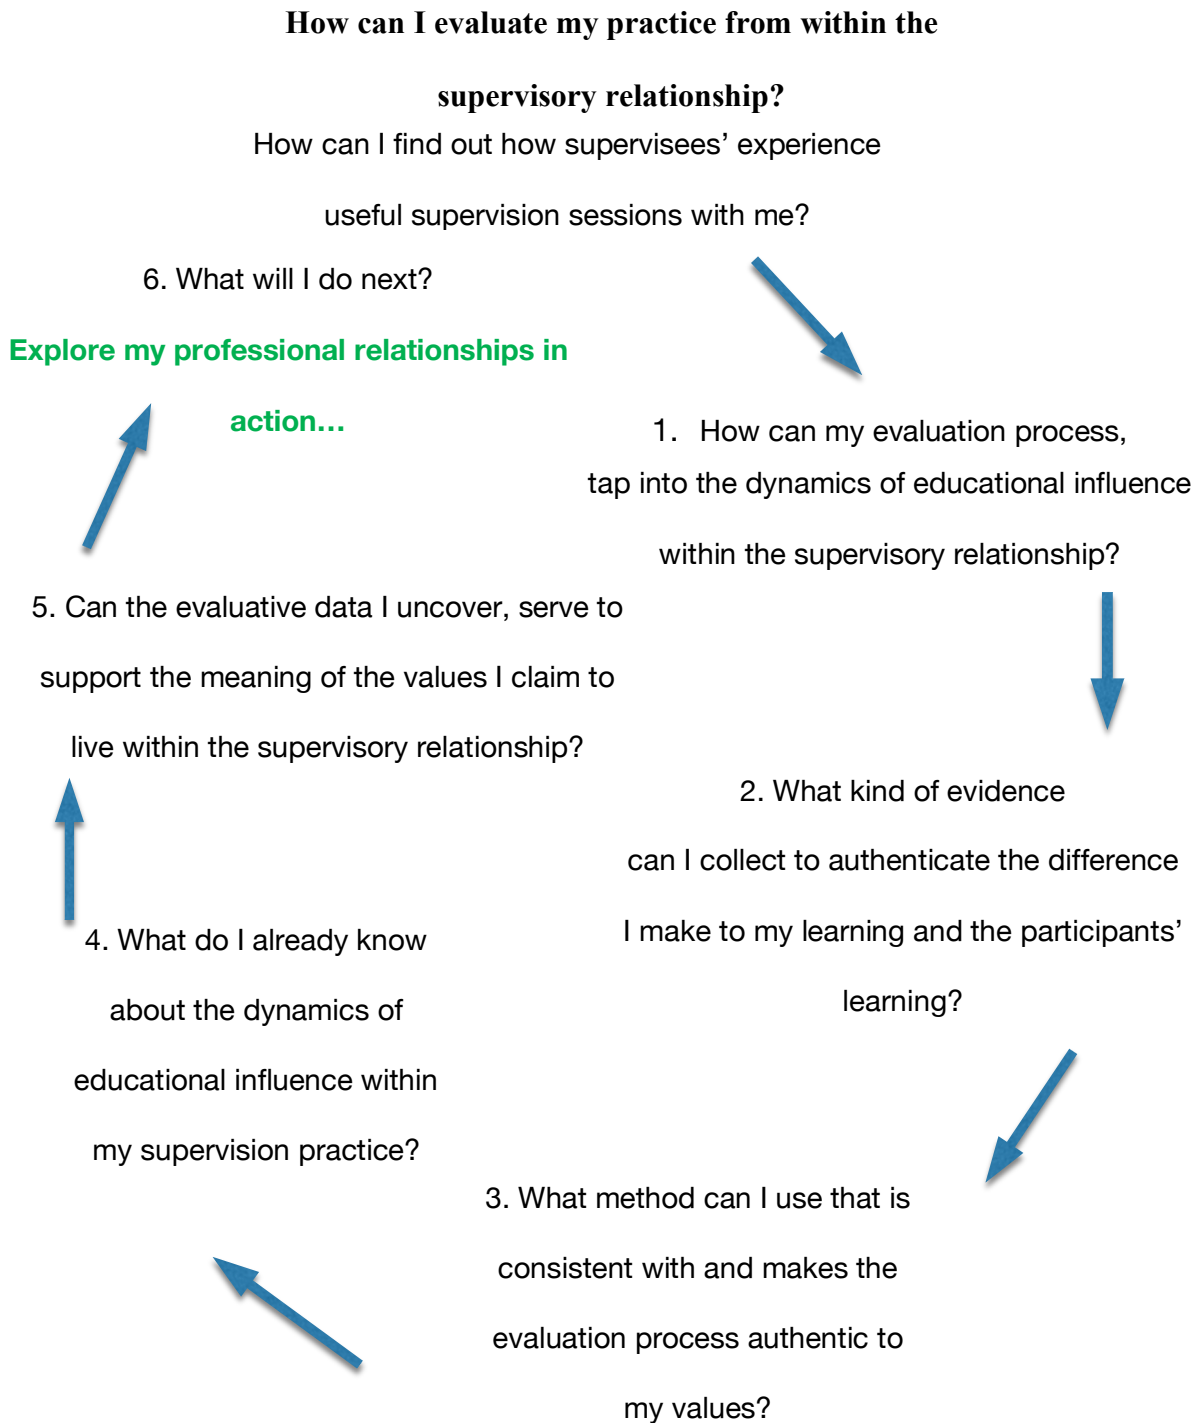 How can I evaluate my practice from within the
supervisory relationship?
How can I find out how supervisees’ experience
useful supervision sessions with me?
6. What will I do next?
Explore my professional relationships in
action…
1. How can my evaluation process,
tap into the dynamics of educational influence
within the supervisory relationship?
2. What kind of evidence
can I collect to authenticate the difference
I make to my learning and the participants’
learning?
3. What method can I use that is
consistent with and makes the
evaluation process authentic to
my values?
4. What do I already know
about the dynamics of
educational influence within
my supervision practice?
5. Can the evaluative data I uncover, serve to
support the meaning of the values I claim to
live within the supervisory relationship?